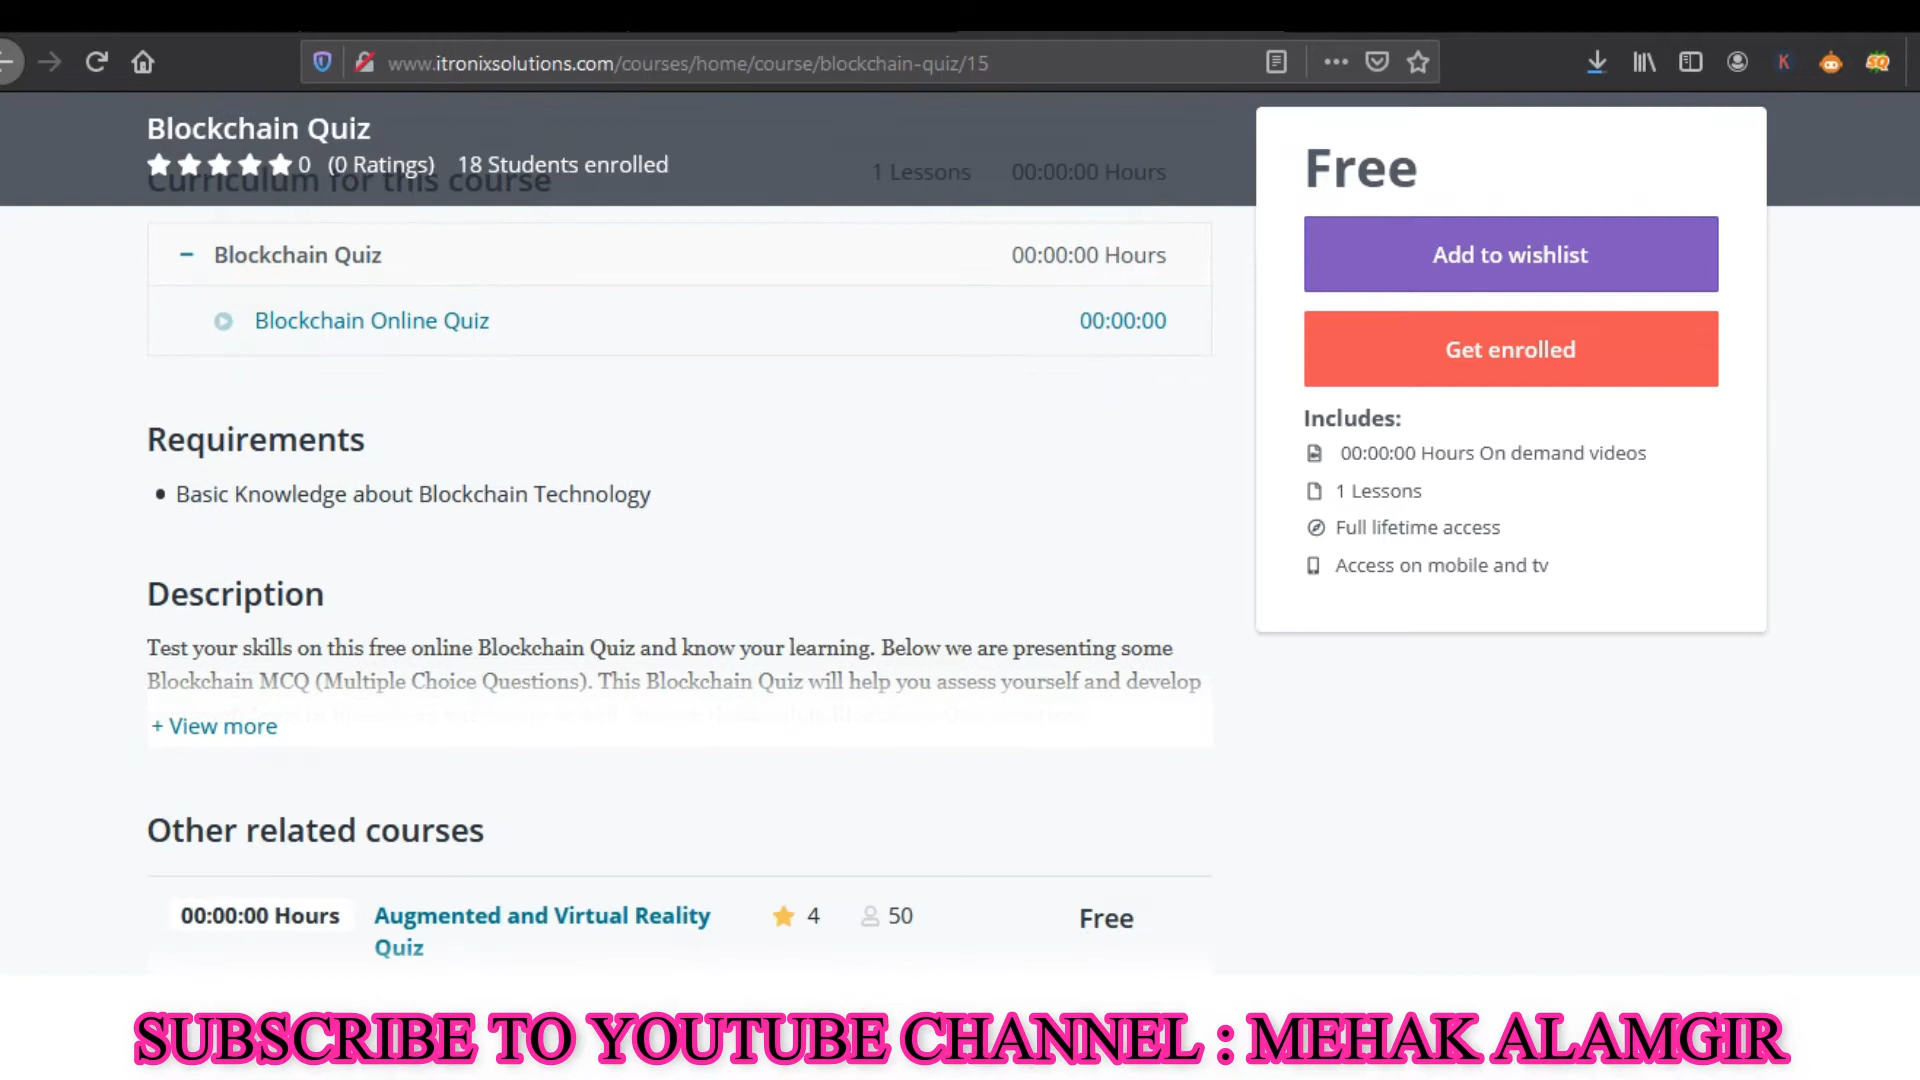 www.itronixsolutions.com/courses/home/course/blockchain-quiz/15
K
SQ
Blockchain Quiz
0 (0 Ratings) 18 Students enrolled
Curriculum for this course
1 Lessons 00:00:00 Hours
Blockchain Quiz 00:00:00 Hours
Blockchain Online Quiz 00:00:00
Requirements
Basic Knowledge about Blockchain Technology
Description
Test your skills on this free online Blockchain Quiz and know your learning. Below we are presenting some
Blockchain MCQ (Multiple Choice Questions). This Blockchain Quiz will help you assess yourself and develop
+ View more
Other related courses
00:00:00 Hours Augmented and Virtual Reality 4 50 Free
Quiz
Free
Add to wishlist
Get enrolled
Includes:
00:00:00 Hours On demand videos
1 Lessons
Full lifetime access
Access on mobile and tv
SUBSCRIBE TO YOUTUBE CHANNEL : MEHAK ALAMGIR